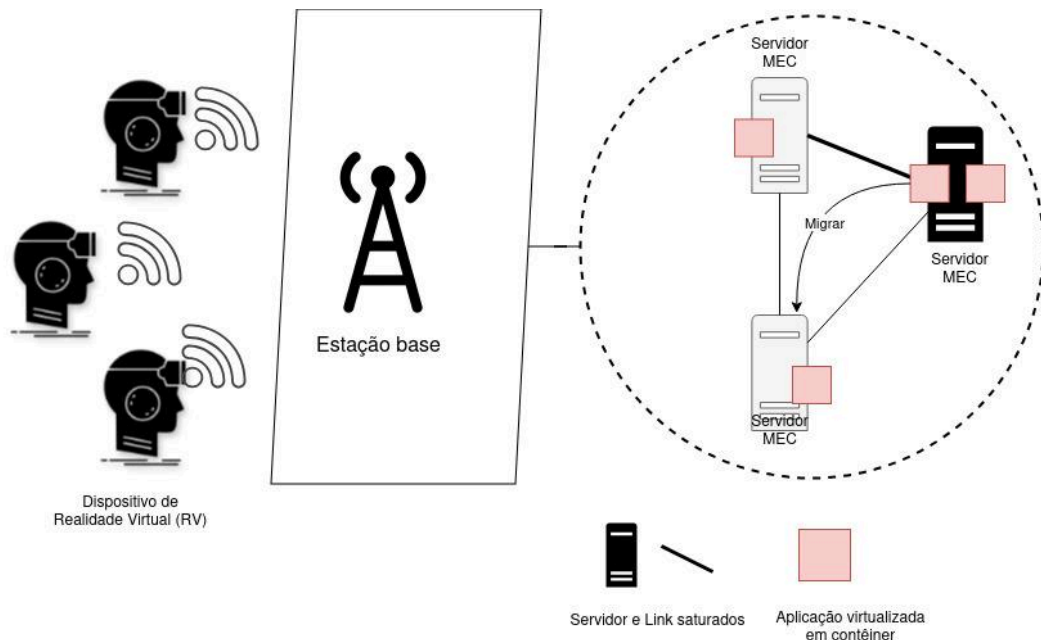 Servidor
MEC
Migrar
Servidor
MEC
Estação base
Servidor
MEC
Dispositivo de
Realidade Virtual (RV)
Servidor e Link saturados
Aplicação virtualizada
em contêiner